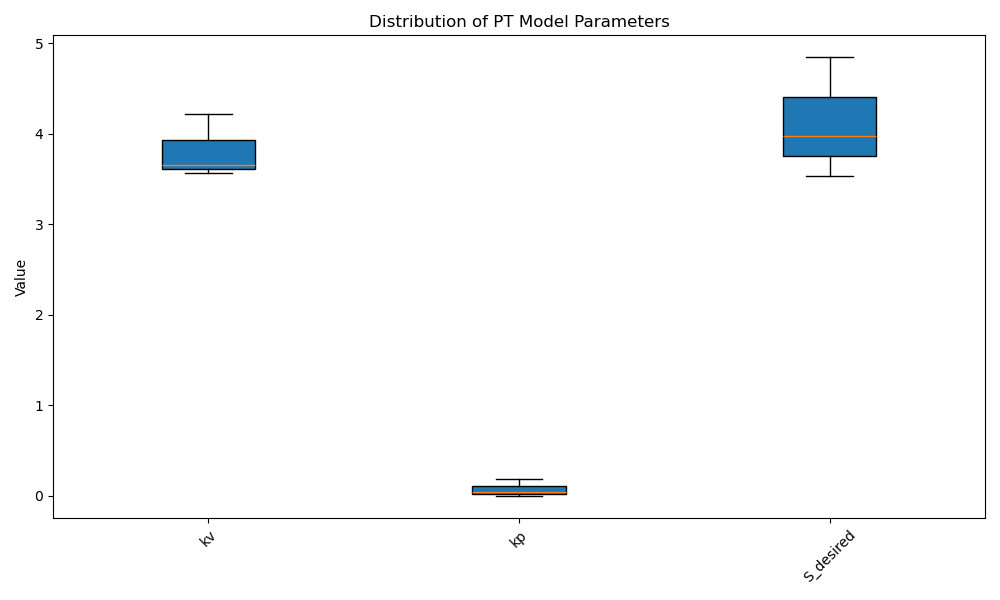 Distribution of PT Model Parameters
Value
5
4
3
2
1
0
kv
kp
S_desired